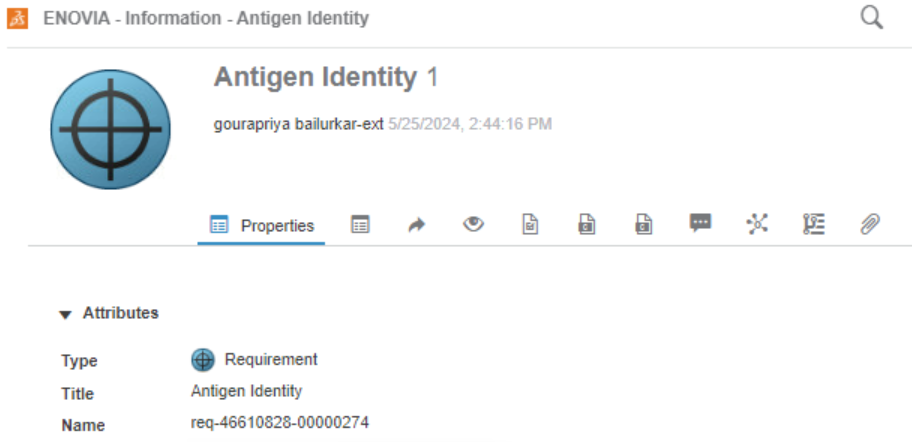 ENOVIA - Information - Antigen Identity
Antigen Identity 1
gourapriya bailurkar-ext 5/25/2024, 2:44:16 PM
Properties
Attributes
Type Requirement
Title Antigen Identity
Name req-46610828-00000274